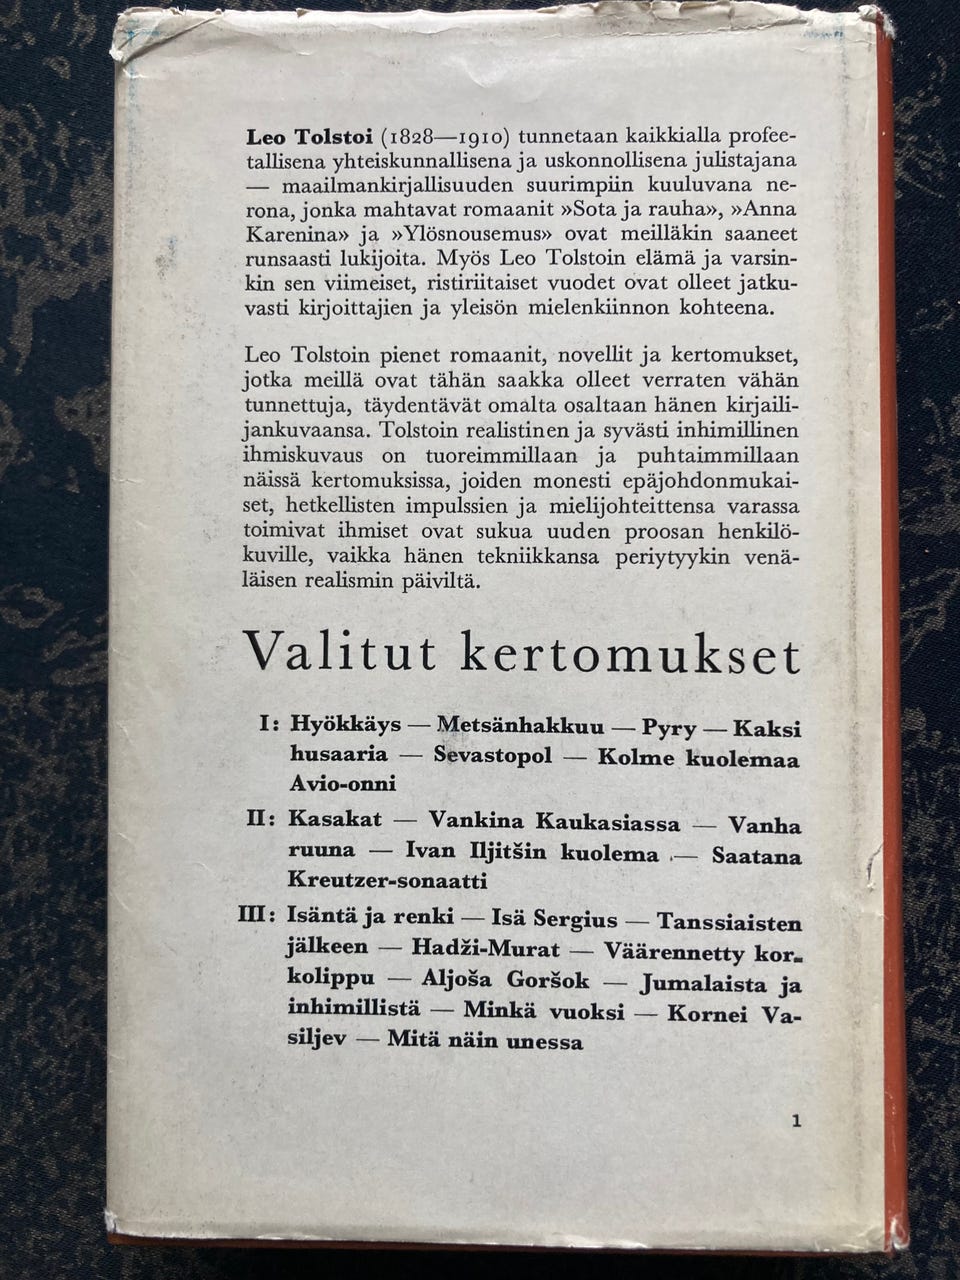 Leo Tolstoi (1828—1910) tunnetaan kaikkialla profee-
tallisena yhteiskunnallisena ja uskonnollisena julistajana
— maailmankirjallisuuden suurimpiin kuuluvana ne-
rona, jonka mahtavat romaanit »Sota ja rauha», »Anna
Karenina» ja »Ylösnousemus» ovat meilläkin saaneet
runsaasti lukijoita. Myös Leo Tolstoin elämä ja varsin-
kin sen viimeiset, ristiriitaiset vuodet ovat olleet jatku-
vasti kirjoittajien ja yleisön mielenkiinnon kohteena.
Leo Tolstoin pienet romaanit, novellit ja kertomukset,
jotka meillä ovat tähän saakka olleet verraten vähän
tunnettuja, täydentävät omalta osaltaan hänen kirjaili-
jankuvaansa. Tolstoin realistinen ja syvästi inhimillinen
ihmiskuvaus on tuoreimmillaan ja puhtaimmillaan
näissä kertomuksissa, joiden monesti epäjohdonmukai-
set, hetkellisten impulssien ja mielijohteittensa varassa
toimivat ihmiset ovat sukua uuden proosan henkilö-
kuville, vaikka hänen tekniikkansa periytyykin venä-
läisen realismin päiviltä.
Valitut kertomukset
I: Hyökkäys — Metsänhakkuu — Pyry — Kaksi
husaaria — Sevastopol — Kolme kuolemaa
Avio-onni
II: Kasakat — Vankina Kaukasiassa — Vanha
ruuna — Ivan Iljitšin kuolema — Saatana
Kreutzer-sonaatti
III: Isäntä ja renki — Isä Sergius — Tanssiaisten
jälkeen — Hadži-Murat — Väärennetty kor-
kolippu — Aljoša Goršok — Jumalaista ja
inhimillistä — Minkä vuoksi — Kornei Va-
siljev — Mitä näin unessa
1